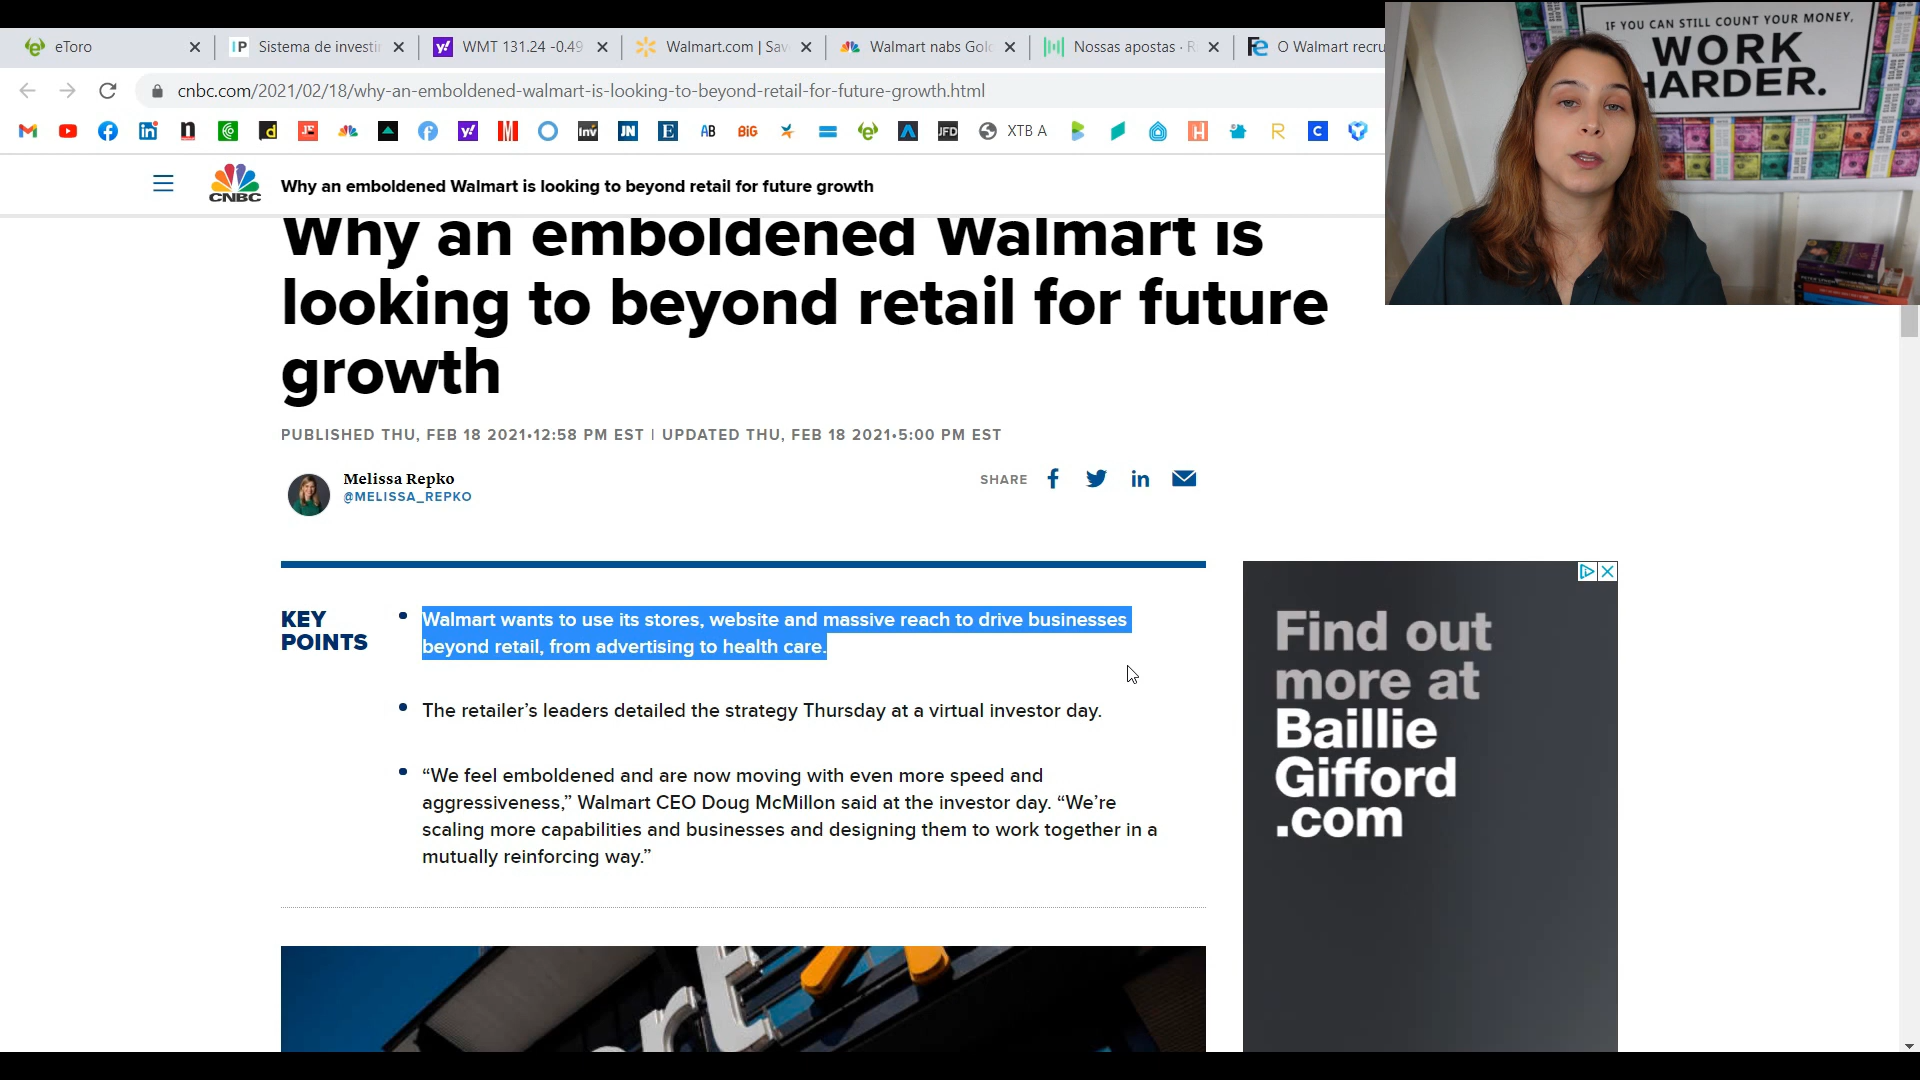 eToro
Sistema de investir
WMT 131.24 -0.49
Walmart.com | Sav
Walmart nabs Gol
Nossas apostas · R
O Walmart recru
cnbc.com/2021/02/18/why-an-emboldened-walmart-is-looking-to-beyond-retail-for-future-growth.html
n
d
Inv
JN
E
AB
BiG
JFD
XTB A
H
R
C
CNBC
Why an emboldened Walmart is looking to beyond retail for future growth
Why an emboldened Walmart is
looking to beyond retail for future
growth
PUBLISHED THU, FEB 18 2021•12:58 PM EST | UPDATED THU, FEB 18 2021•5:00 PM EST
Melissa Repko
@MELISSA_REPKO
SHARE
KEY
POINTS
Walmart wants to use its stores, website and massive reach to drive businesses
beyond retail, from advertising to health care.
The retailer’s leaders detailed the strategy Thursday at a virtual investor day.
“We feel emboldened and are now moving with even more speed and
aggressiveness,” Walmart CEO Doug McMillon said at the investor day. “We’re
scaling more capabilities and businesses and designing them to work together in a
mutually reinforcing way.”
Find out
more at
Baillie
Gifford
.com
IF YOU CAN STILL COUNT YOUR MONEY,
WORK
HARDER.